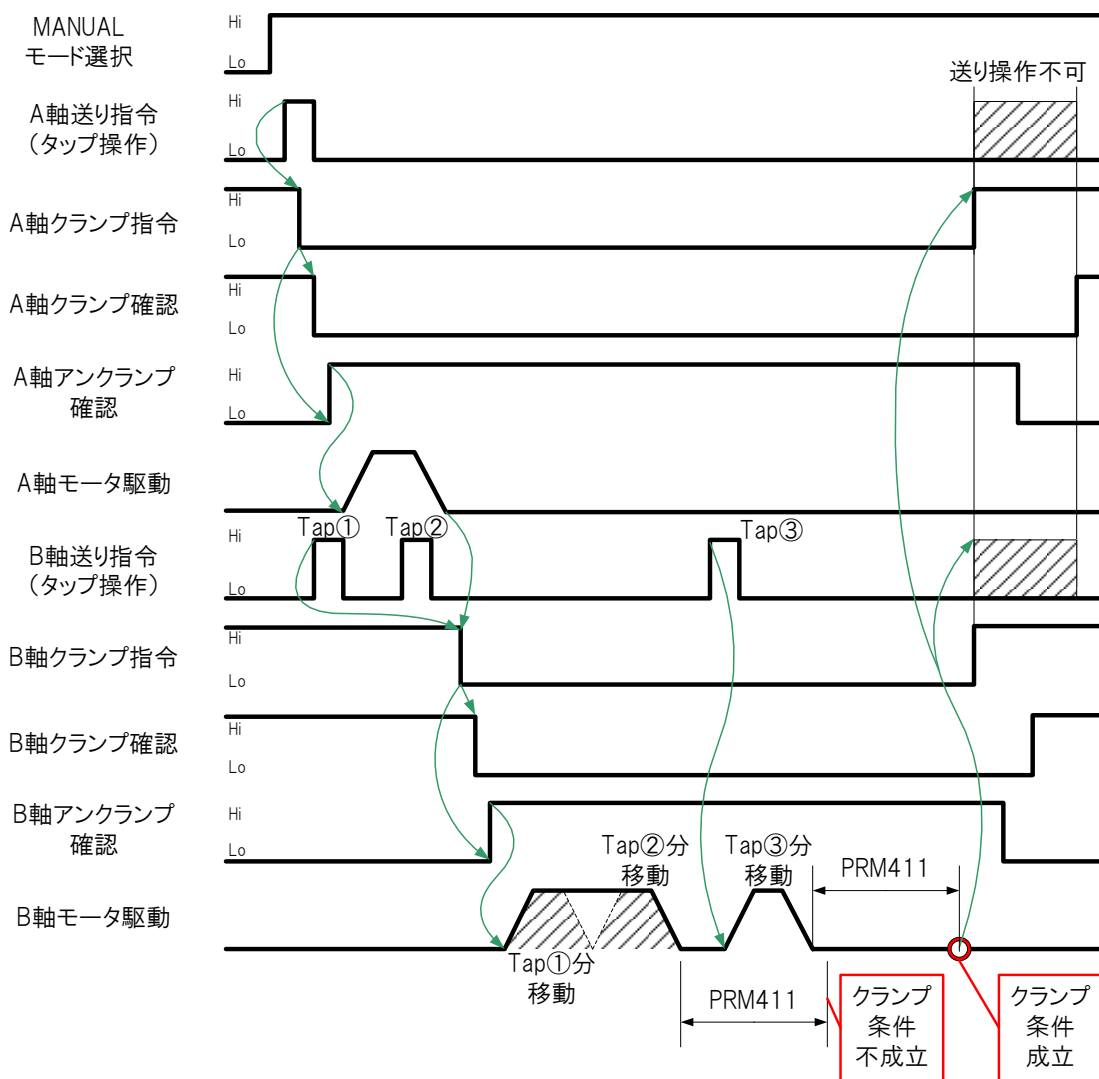 MANUAL
モード選択
Hi
Lo
送り操作不可
A軸送り指令
(タップ操作)
Hi
Lo
A軸クランプ指令
Hi
Lo
A軸クランプ確認
Hi
Lo
A軸アンクランプ
確認
Hi
Lo
A軸モータ駆動
Tap①
Tap②
Tap③
B軸送り指令
(タップ操作)
Hi
Lo
B軸クランプ指令
Hi
Lo
B軸クランプ確認
Hi
Lo
B軸アンクランプ
確認
Hi
Lo
Tap②分
移動
Tap③分
移動
PRM411
B軸モータ駆動
Tap①分
移動
PRM411
クランプ
条件
不成立
クランプ
条件
成立